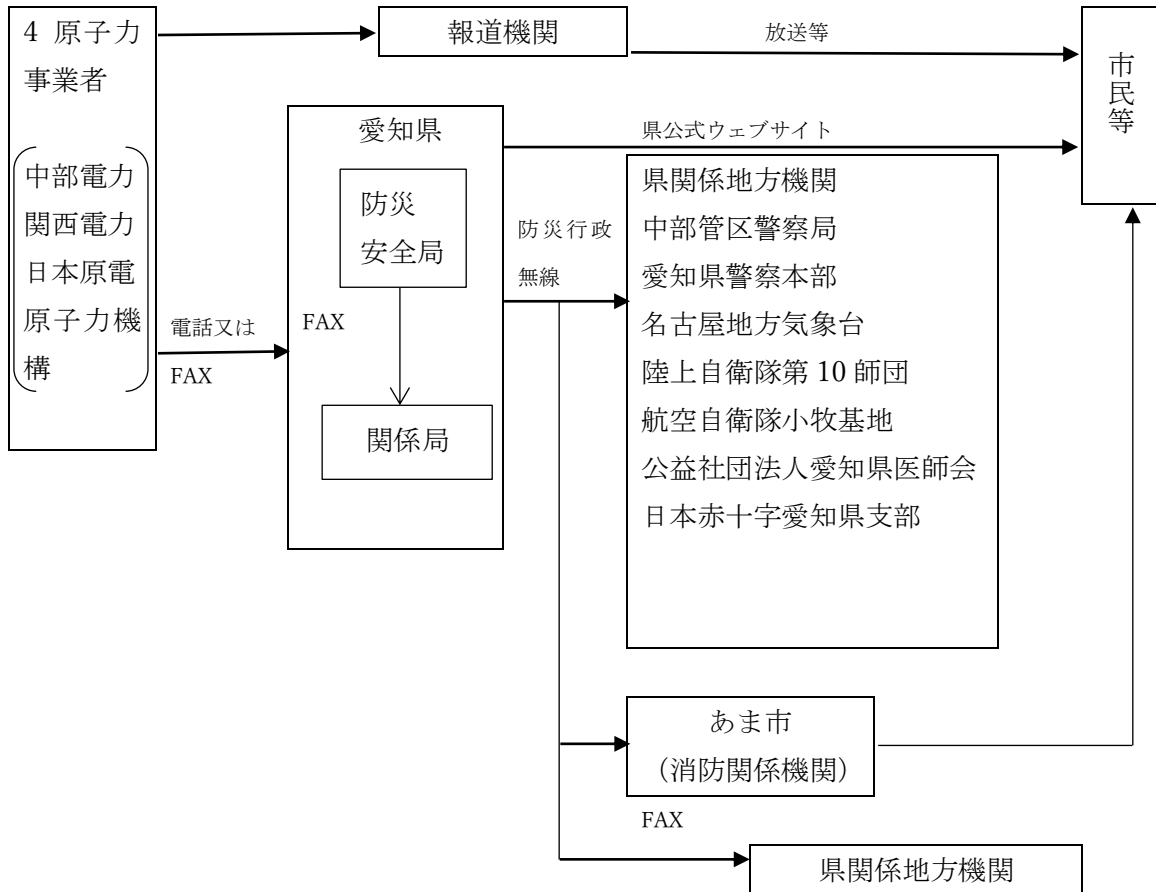 4 原子力
事業者
中部電力
関西電力
日本原電
原子力機
構
報道機関
放送等
市民等
愛知県
県公式ウェブサイト
防災
安全局
FAX
関係局
電話又は
FAX
防災行政
無線
県関係地方機関
中部管区警察局
愛知県警察本部
名古屋地方気象台
陸上自衛隊第 10 師団
航空自衛隊小牧基地
公益社団法人愛知県医師会
日本赤十字愛知県支部
あま市
（消防関係機関）
FAX
県関係地方機関